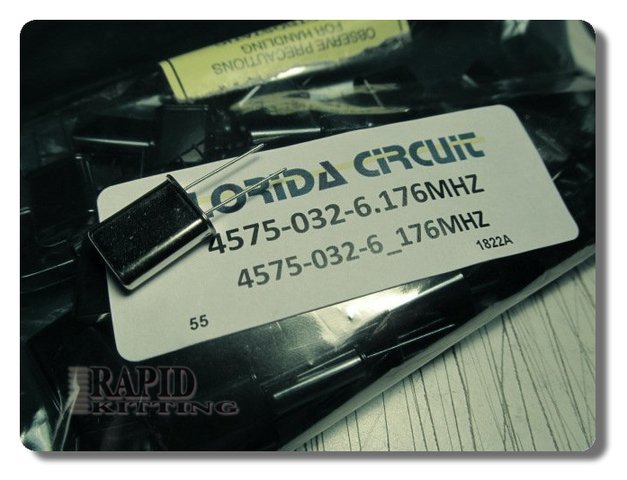 OBSERVE PRECAUTIONS
FOR HANDLING
LORIDA CIRCUIT
4575-032-6.176MHZ
4575-032-6_176MHZ
1822A
55
RAPID
KITTING